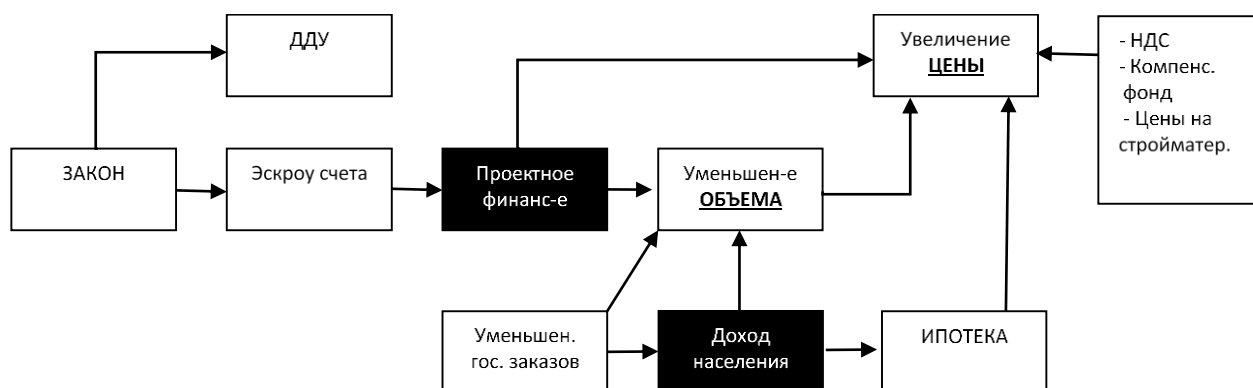 ДДУ
Увеличение
ЦЕНЫ
- НДС
- Компенс.
фонд
- Цены на
стройматер.
ЗАКОН
Эскроу счета
Проектное
финанс-е
Уменьшен-е
ОБЪЕМА
Уменьшен.
гос. заказов
Доход
населения
ИПОТЕКА